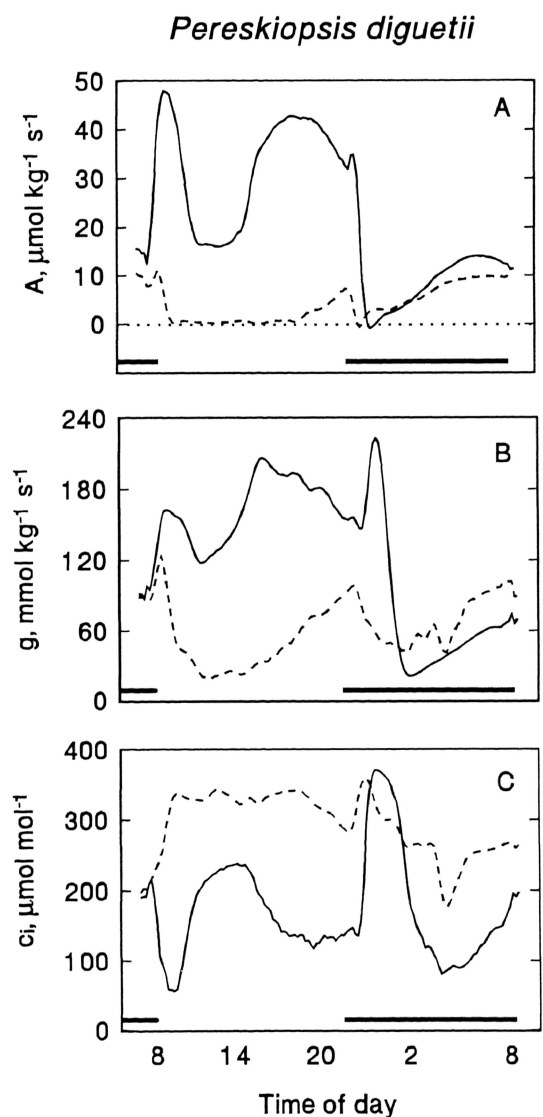 Pereskiopsis diguetii
A
A, μmol kg-1 s-1
50
40
30
20
10
0
B
g, mmol kg-1 s-1
240
180
120
60
0
C
ci, μmol mol-1
400
300
200
100
0
8 14 20 2 8
Time of day